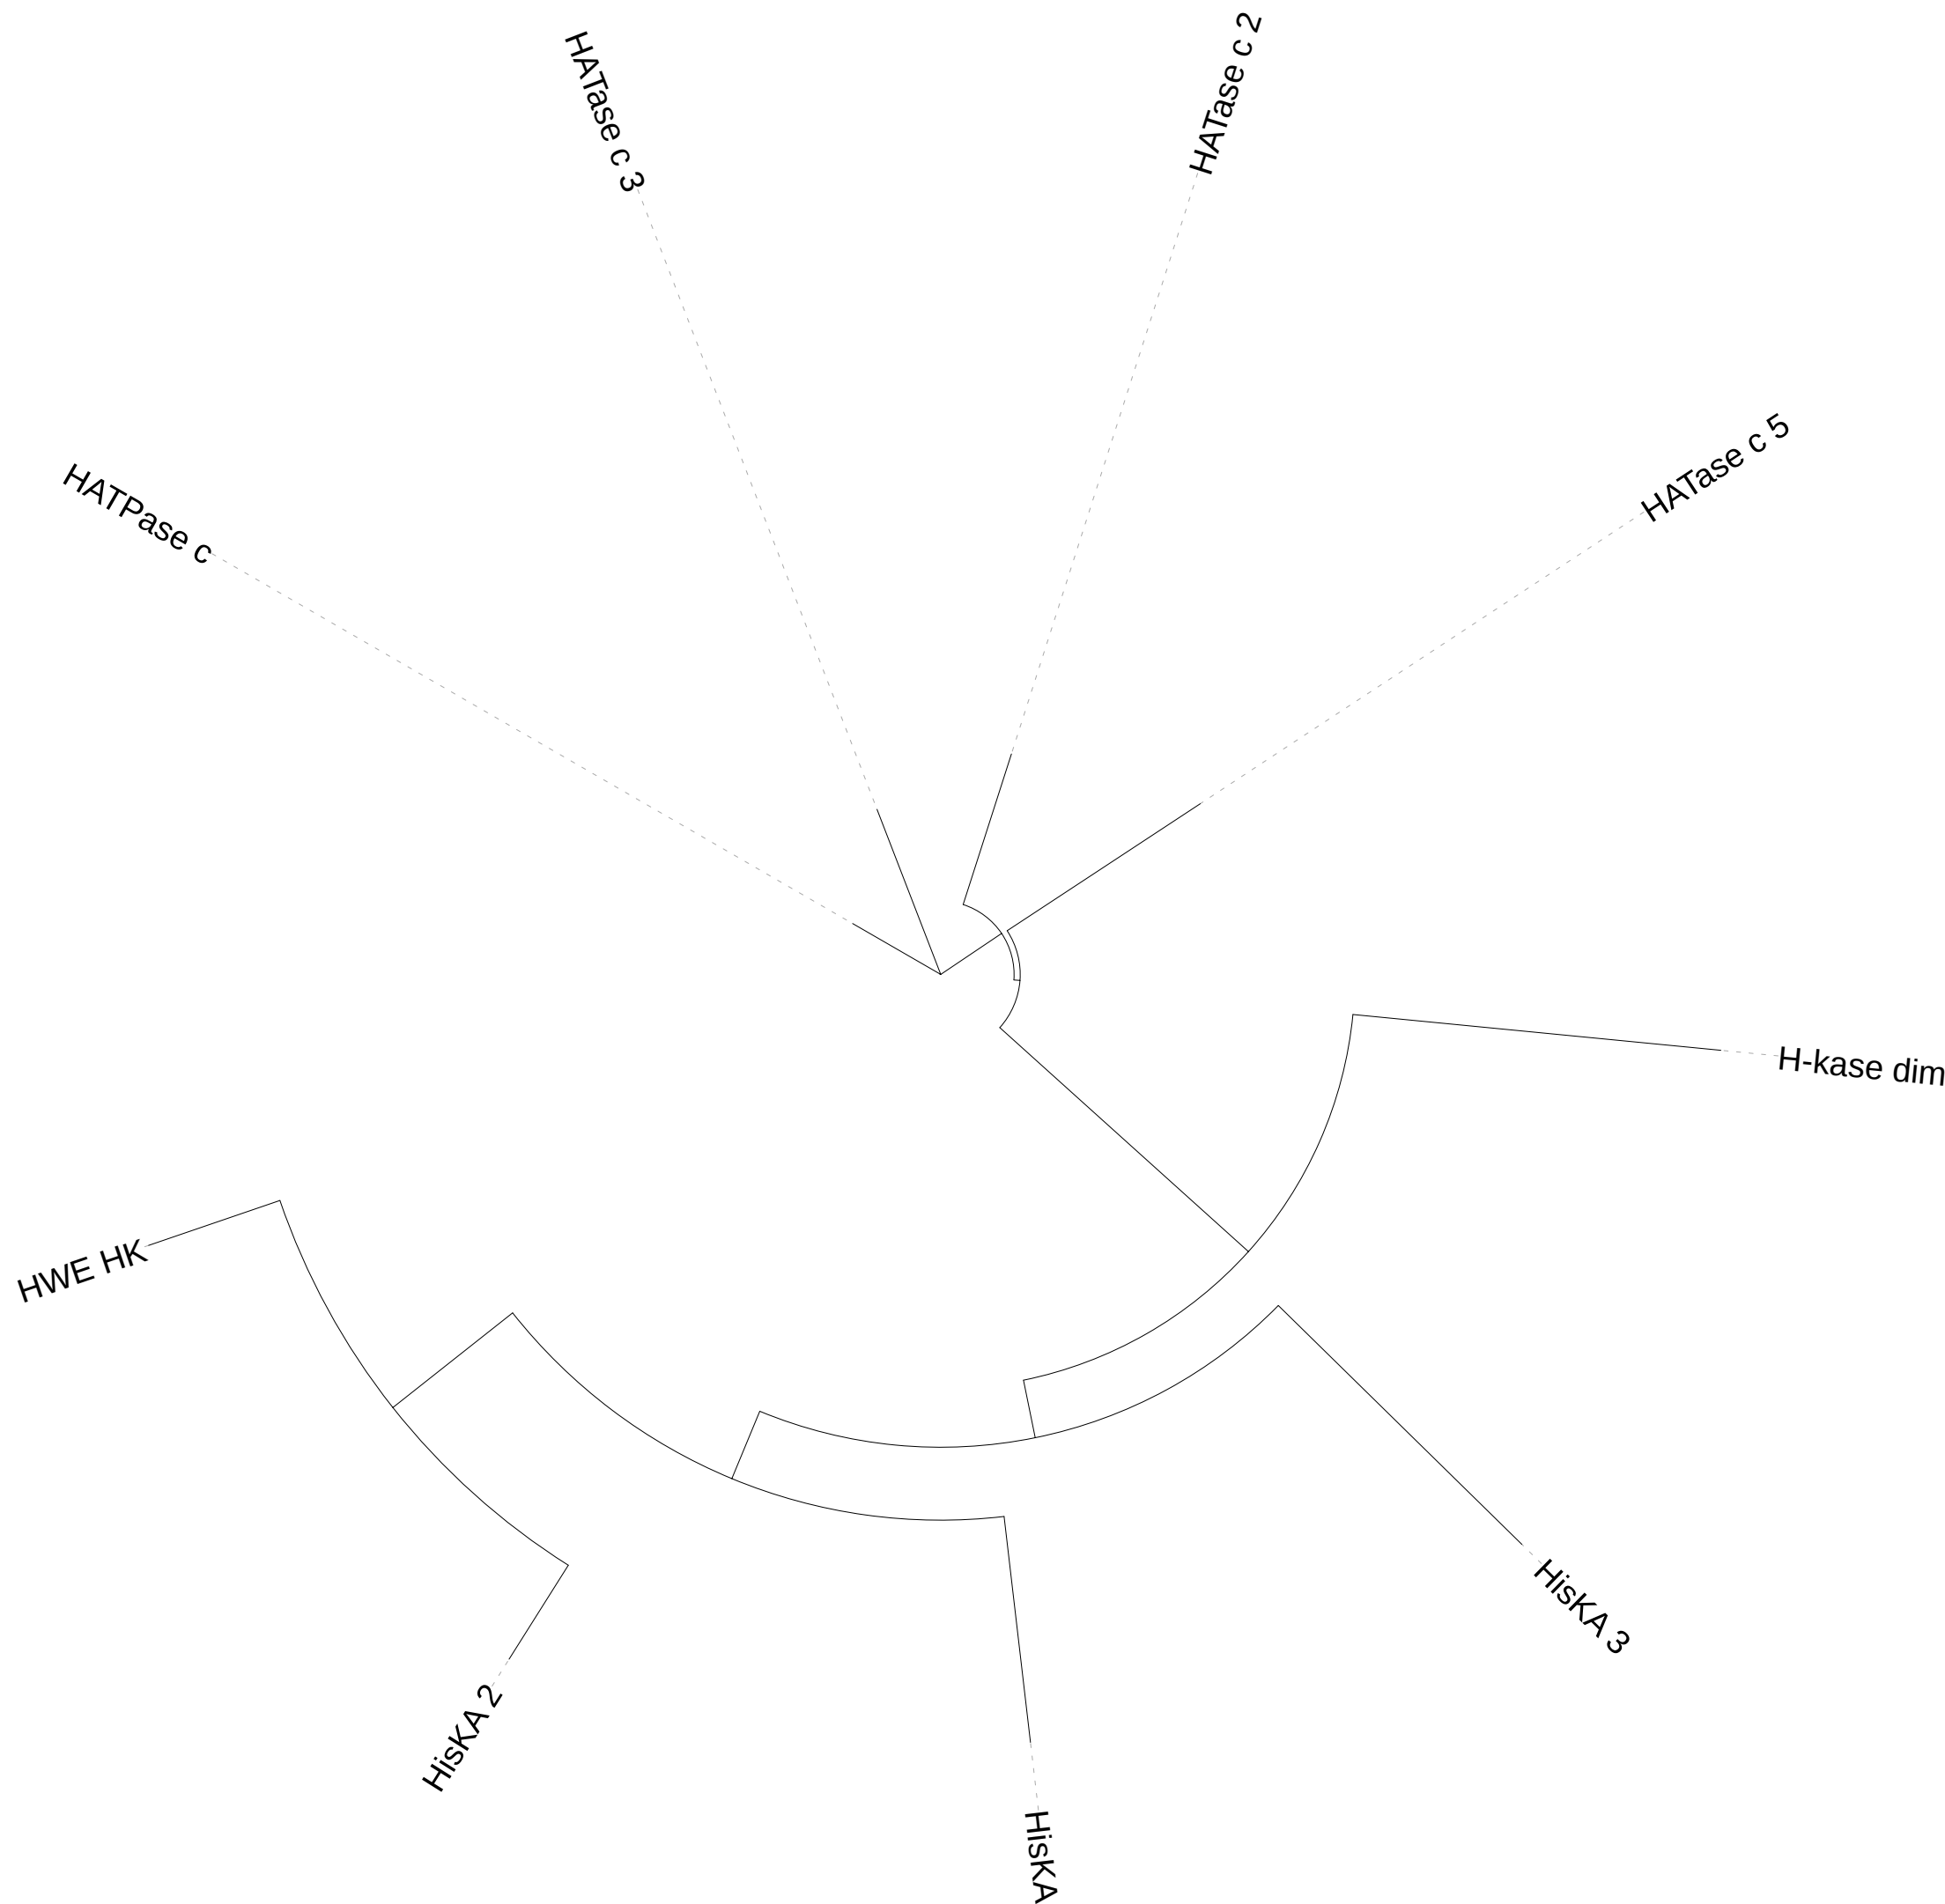 HATase c 3
HATase c 2
HATase c 5
HATPase c
H-kase dim
HWE HK
HisKA 3
HisKA 2
HisKA